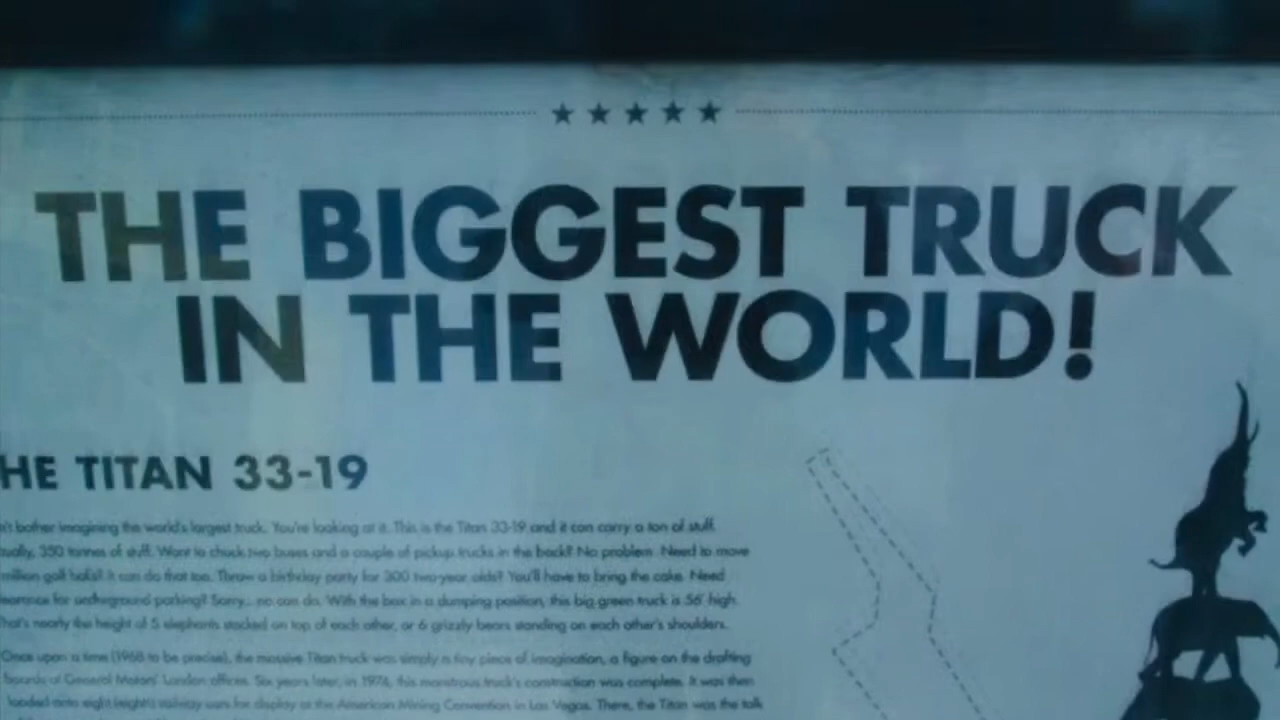 THE BIGGEST TRUCK
IN THE WORLD!
HE TITAN 33-19
n't bother imagining the world's largest truck. You're looking at it. This is the Titan 33-19 and it can carry a ton of stuff.
tually, 350 tonnes of stuff. Want to chuck two buses and a couple of pickup trucks in the back? No problem. Need to move
million golf balls? It can do that too. Throw a birthday party for 300 two-year olds? You'll have to bring the cake. Need
for underground parking? Sorry... no can do. With the box in a dumping position, this big green truck is 56' high.
That's nearly the height of 5 elephants stacked on top of each other, or 6 grizzly bears standing on each other's shoulders.
Once upon a time (1968 to be precise), the massive Titan truck was simply a tiny piece of imagination, a figure on the drafting
boards of General Motors' London offices. Six years later, in 1974, this monstrous truck's construction was complete. It was then
loaded onto eight freight railway cars for display at the American Mining Convention in Las Vegas. There, the Titan was the talk